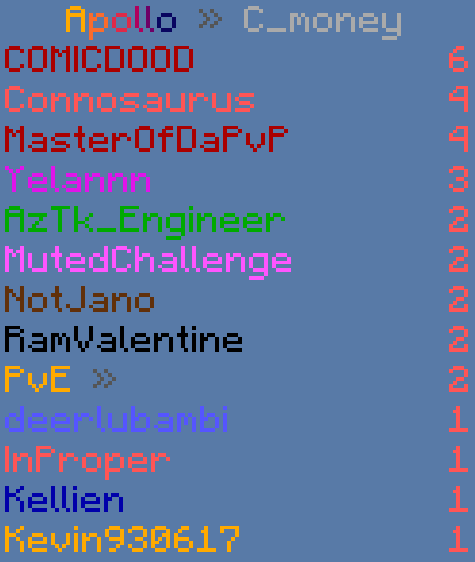 Apollo » C_money
COMICDOOD 6
Connosaurus 4
MasterOfDaPvP 4
Yelannn 3
AzTk_Engineer 2
MutedChallenge 2
NotJano 2
RamValentine 2
PvE » 2
deerlubambi 1
InProper 1
Kellien 1
Kevin930617 1